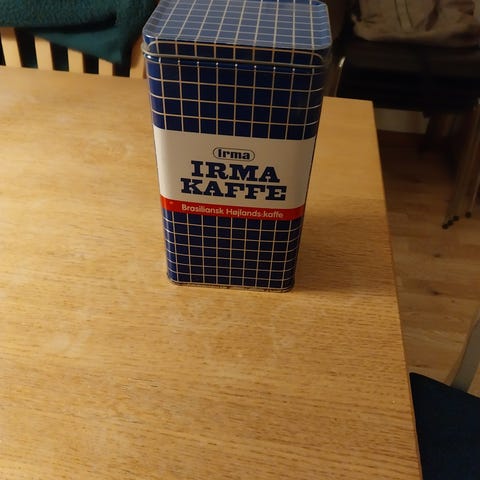 Irma
IRMA
KAFFE
Brasiliansk Højlands kaffe